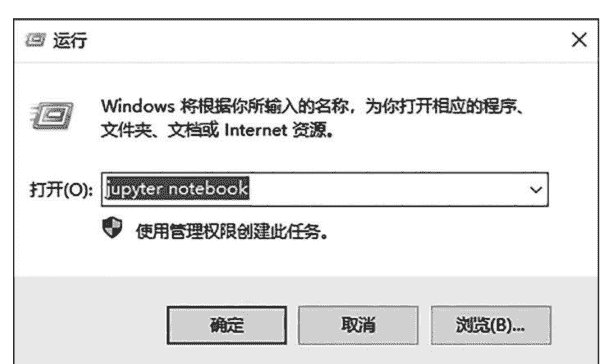 运行
Windows 将根据你所输入的名称，为你打开相应的程序、
文件夹、文档或 Internet 资源。
打开(O): jupyter notebook
使用管理权限创建此任务。
确定 取消 浏览(B)...